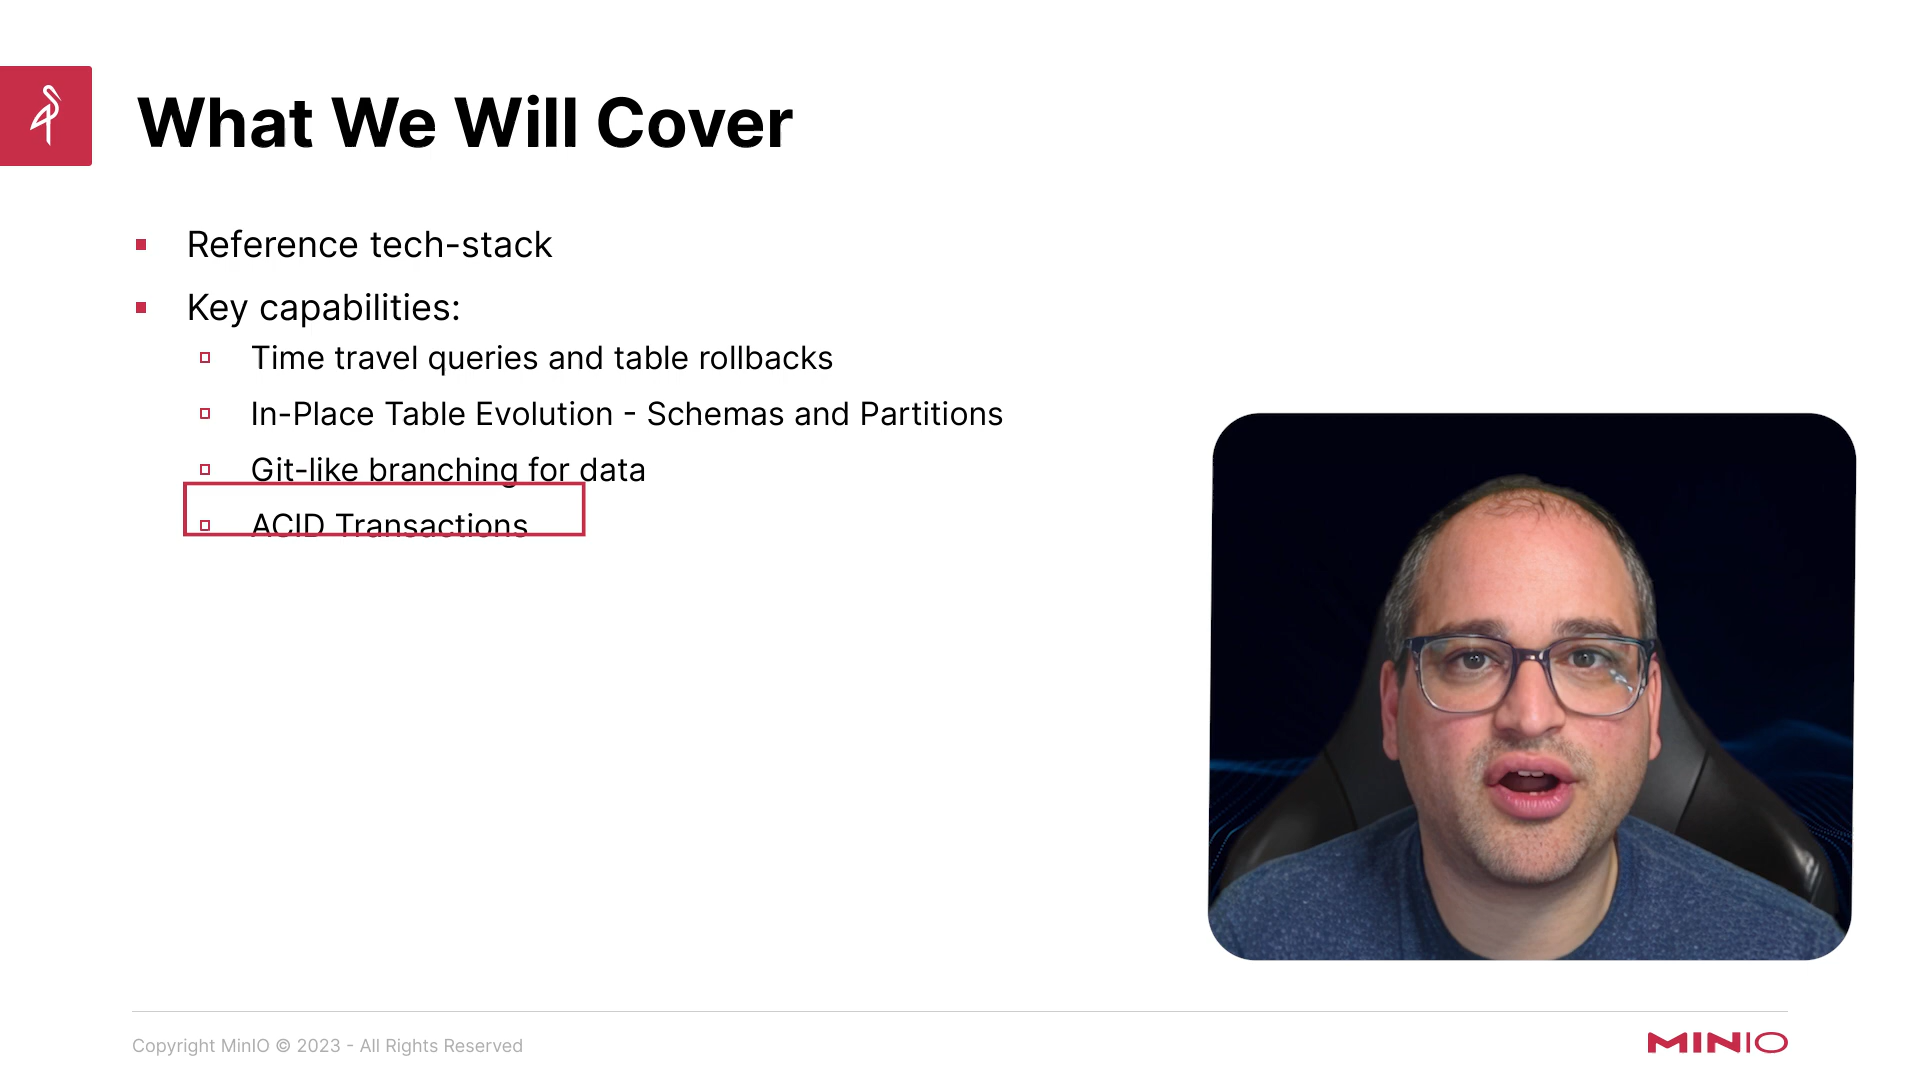 What We Will Cover
Reference tech-stack
Key capabilities:
Time travel queries and table rollbacks
In-Place Table Evolution - Schemas and Partitions
Git-like branching for data
ACID Transactions
Copyright MinIO © 2023 - All Rights Reserved
MINIO